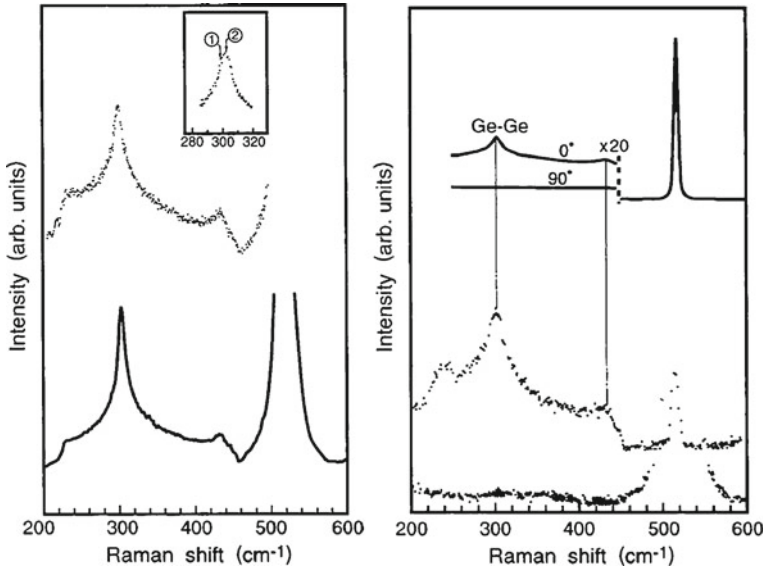 ① ②
280 300 320
Intensity (arb. units)
200 300 400 500 600
Raman shift (cm-1)
Ge-Ge
0° x20
90°
Intensity (arb. units)
200 300 400 500 600
Raman shift (cm-1)